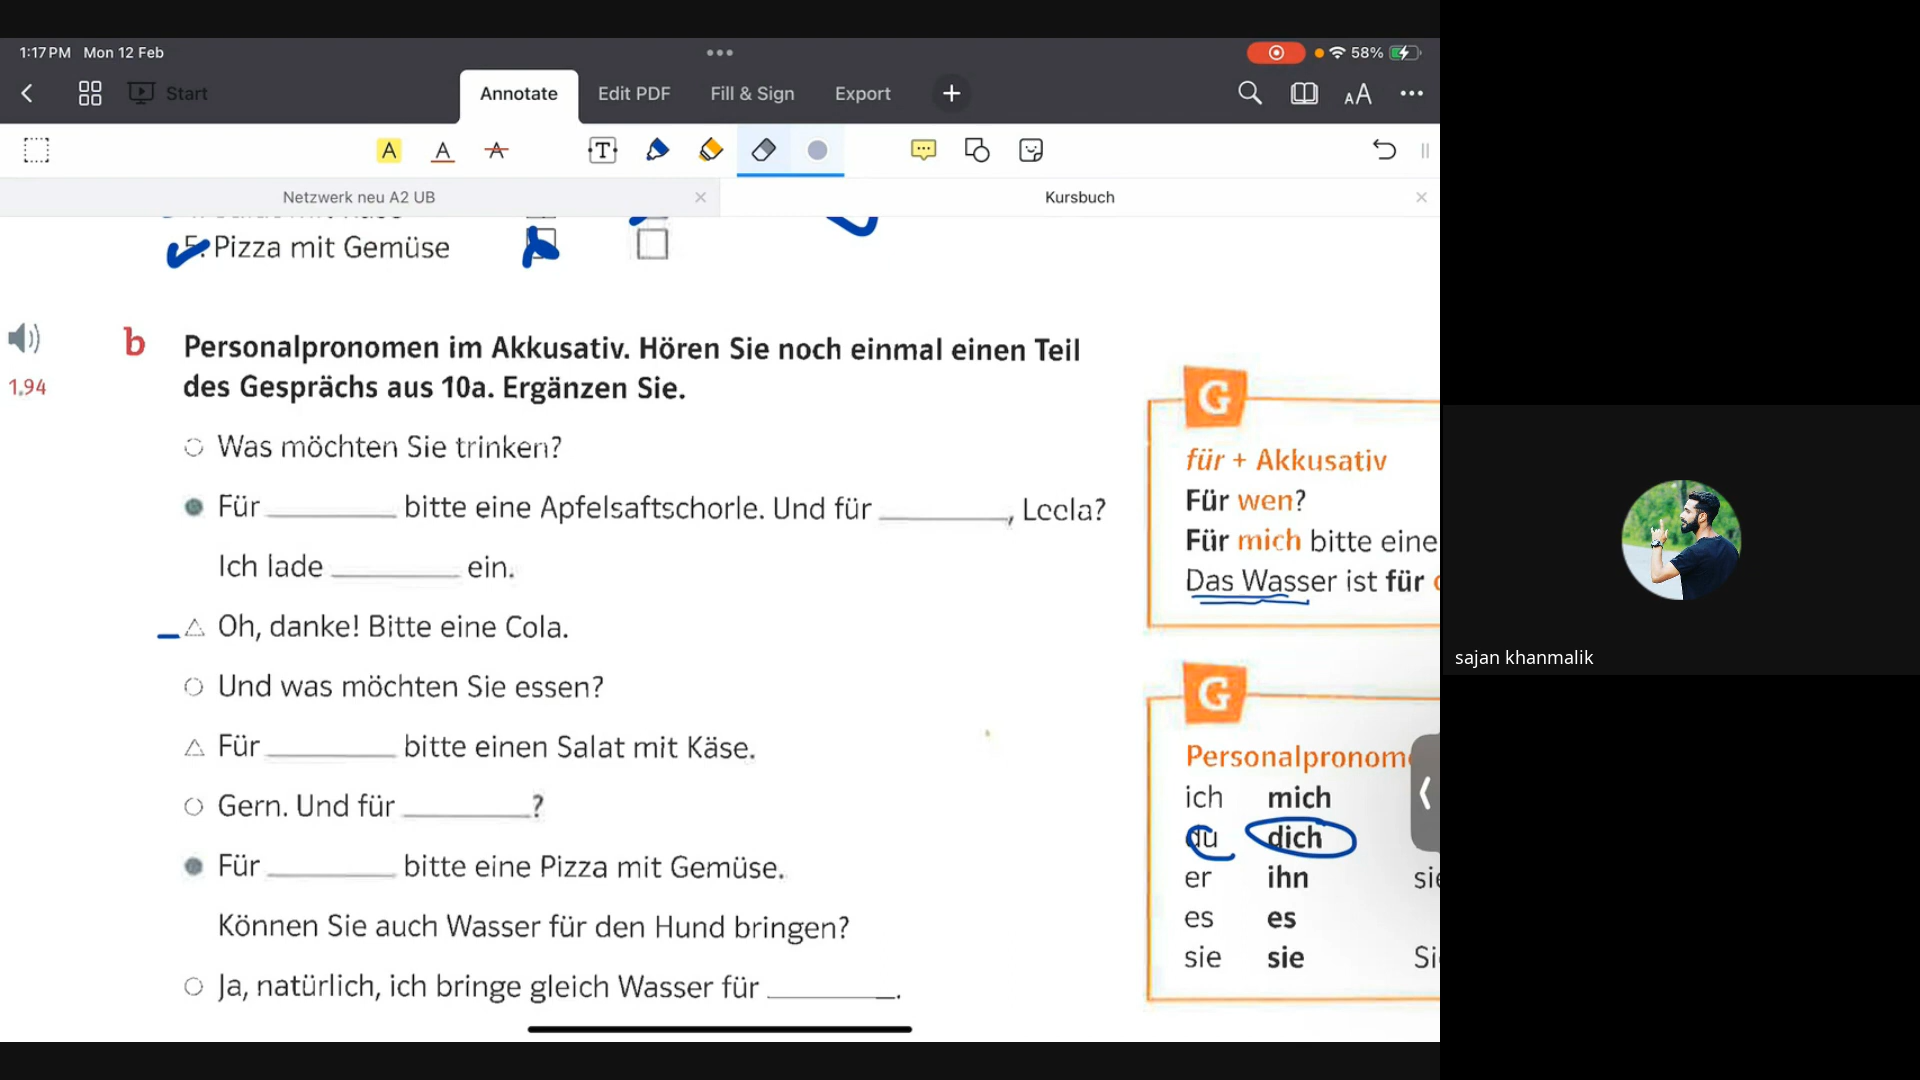 1:17 PM Mon 12 Feb
58%
Start
Annotate
Edit PDF
Fill & Sign
Export
Netzwerk neu A2 UB
Kursbuch
5. Pizza mit Gemüse
1.94
b Personalpronomen im Akkusativ. Hören Sie noch einmal einen Teil
des Gesprächs aus 10a. Ergänzen Sie.
Was möchten Sie trinken?
Für ________ bitte eine Apfelsaftschorle. Und für ________, Leela?
Ich lade ________ ein.
Oh, danke! Bitte eine Cola.
Und was möchten Sie essen?
Für ________ bitte einen Salat mit Käse.
Gern. Und für ________?
Für ________ bitte eine Pizza mit Gemüse.
Können Sie auch Wasser für den Hund bringen?
Ja, natürlich, ich bringe gleich Wasser für ________.
G
für + Akkusativ
Für wen?
Für mich bitte eine
Das Wasser ist für
G
Personalpronom
ich mich
du dich
er ihn sie
es es
sie sie Si
sajan khanmalik